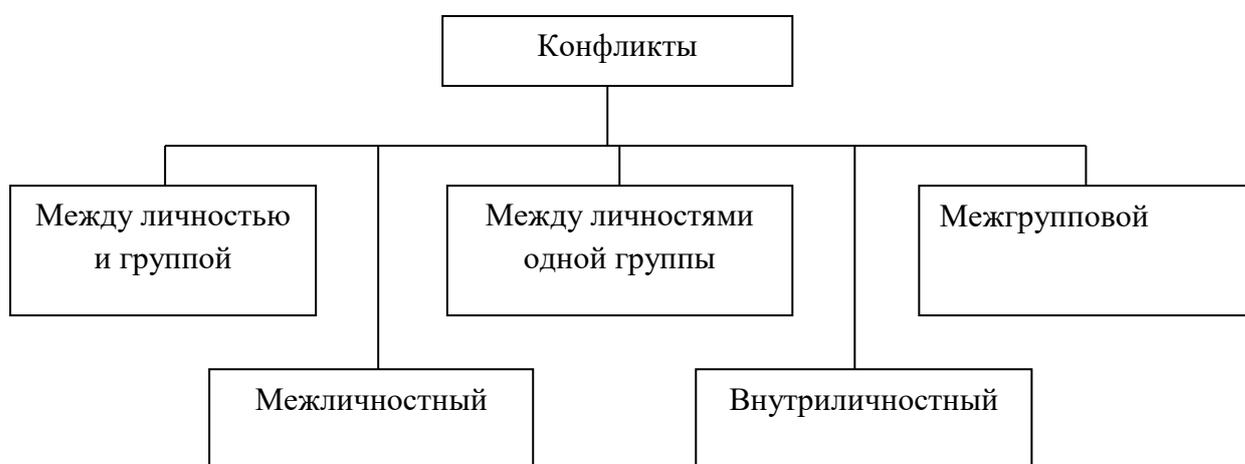 Конфликты
Между личностью
и группой
Между личностями
одной группы
Межгрупповой
Межличностный
Внутриличностный